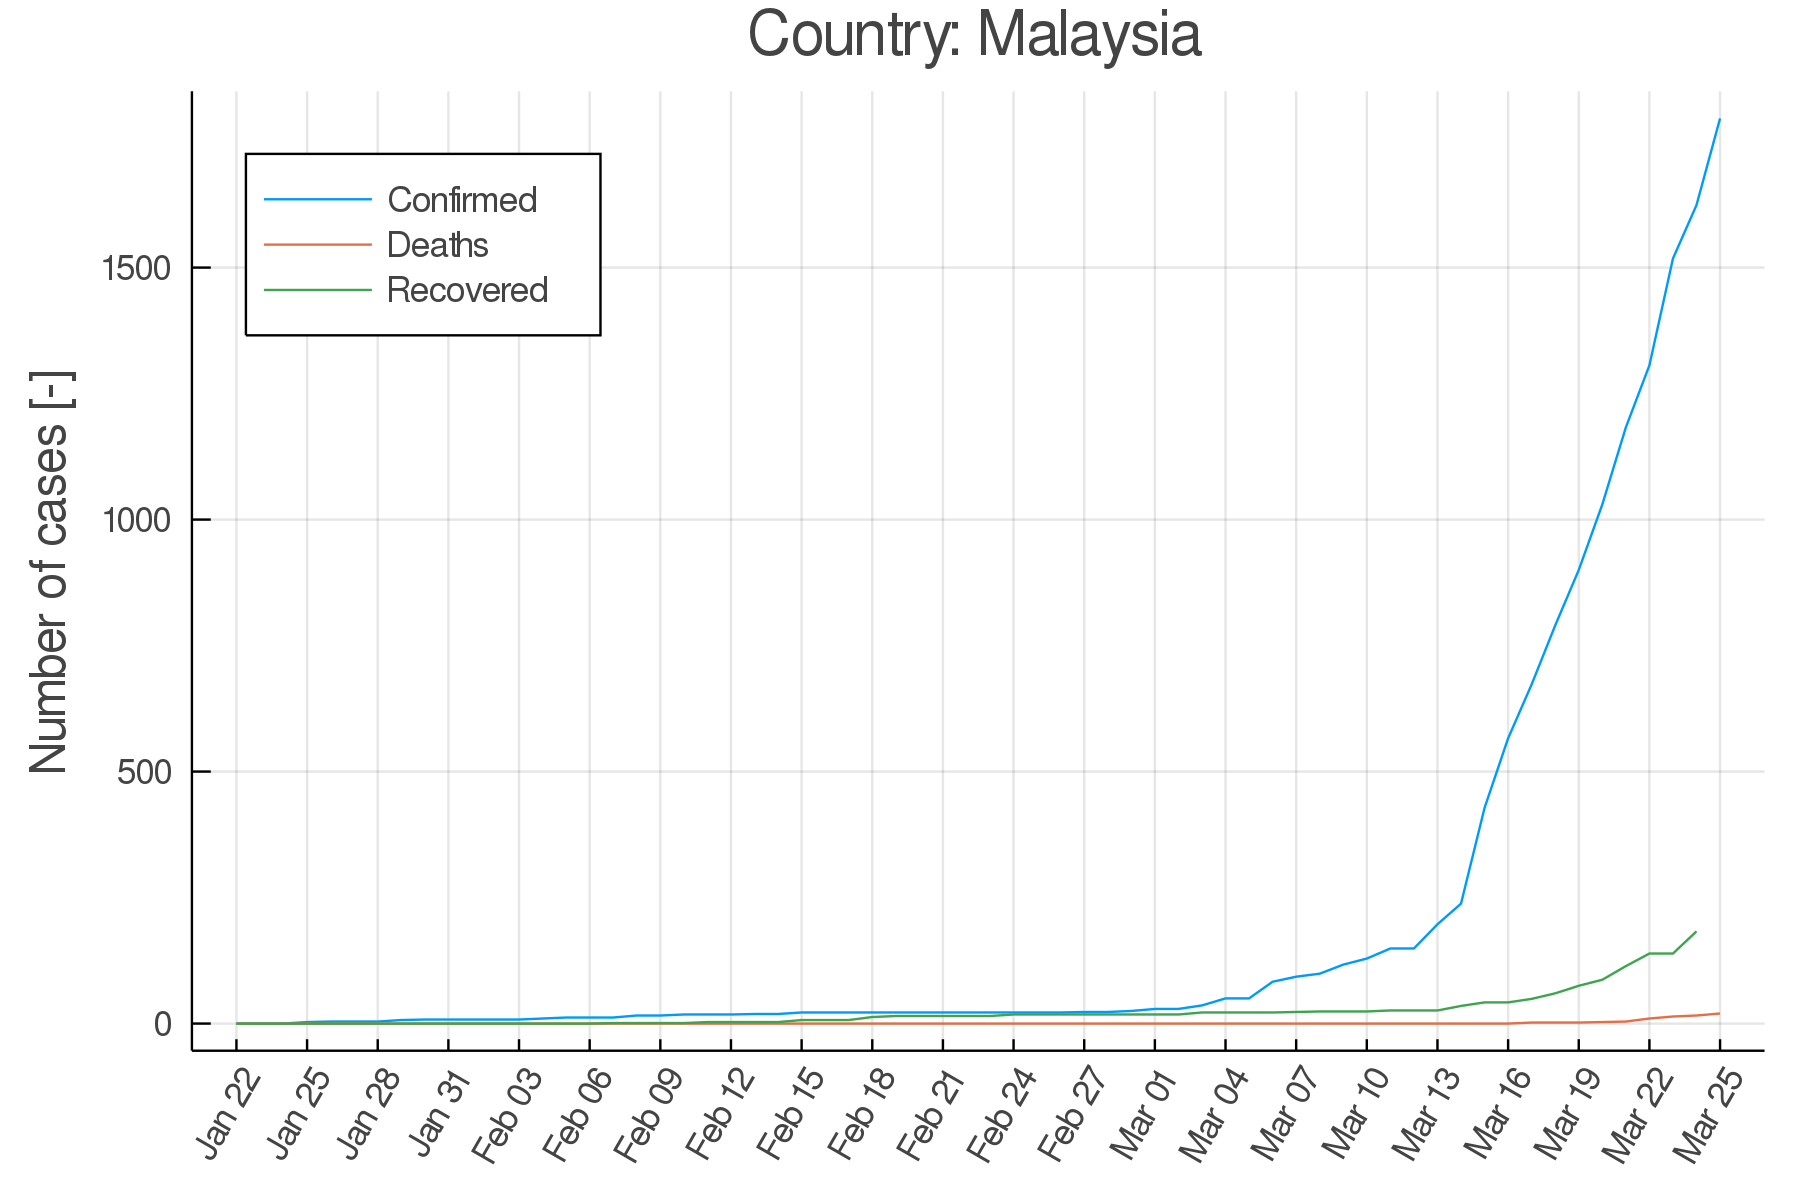 Country: Malaysia
Confirmed
Deaths
Recovered
Number of cases [-]
1500
1000
500
0
Jan 22 Jan 25 Jan 28 Jan 31 Feb 03 Feb 06 Feb 09 Feb 12 Feb 15 Feb 18 Feb 21 Feb 24 Feb 27 Mar 01 Mar 04 Mar 07 Mar 10 Mar 13 Mar 16 Mar 19 Mar 22 Mar 25